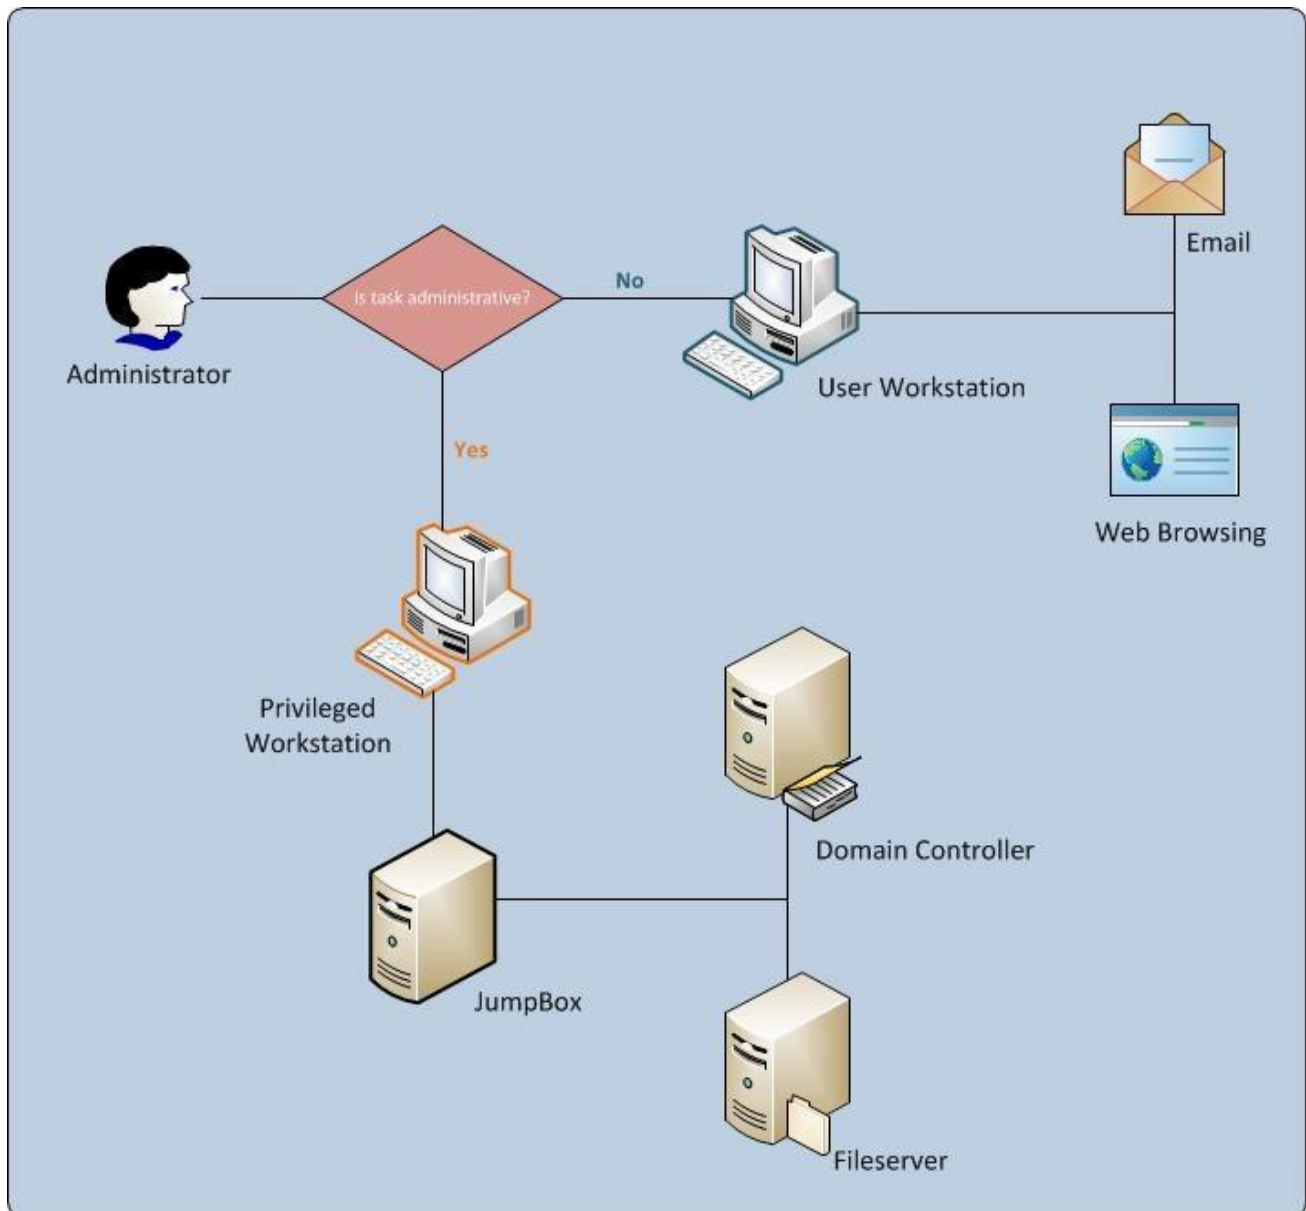 Email
Is task administrative?
No
Administrator
User Workstation
Yes
Web Browsing
Privileged
Workstation
Domain Controller
JumpBox
Fileserver